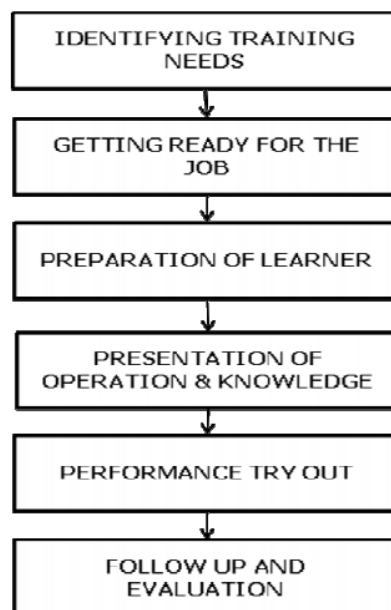 IDENTIFYING TRAINING
NEEDS
GETTING READY FOR THE
JOB
PREPARATION OF LEARNER
PRESENTATION OF
OPERATION & KNOWLEDGE
PERFORMANCE TRY OUT
FOLLOW UP AND
EVALUATION